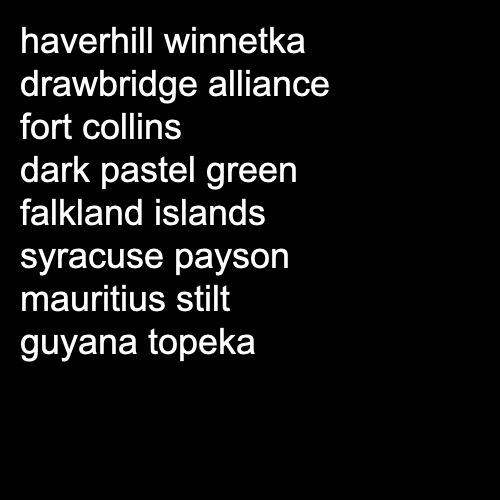 haverhill winnetka
drawbridge alliance
fort collins
dark pastel green
falkland islands
syracuse payson
mauritius stilt
guyana topeka